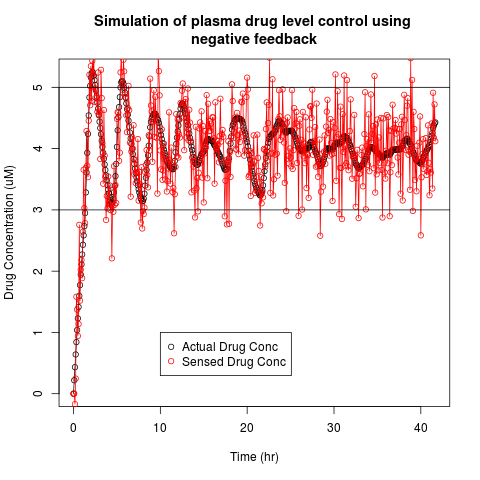 Simulation of plasma drug level control using
negative feedback
Drug Concentration (uM)
5
4
3
2
1
0
Actual Drug Conc
Sensed Drug Conc
0 10 20 30 40
Time (hr)